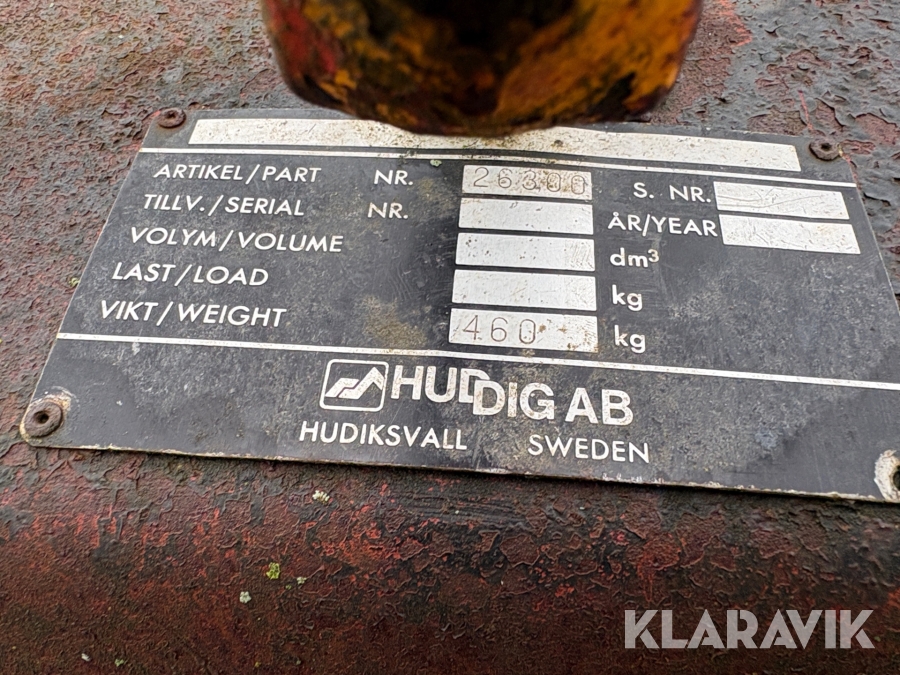 ARTIKEL/PART NR. 26300 S. NR.
TILLV./SERIAL NR. ÅR/YEAR
VOLYM/VOLUME dm³
LAST/LOAD kg
VIKT/WEIGHT 460 kg
HUDDIG AB
HUDIKSVALL SWEDEN
KLARAVIK